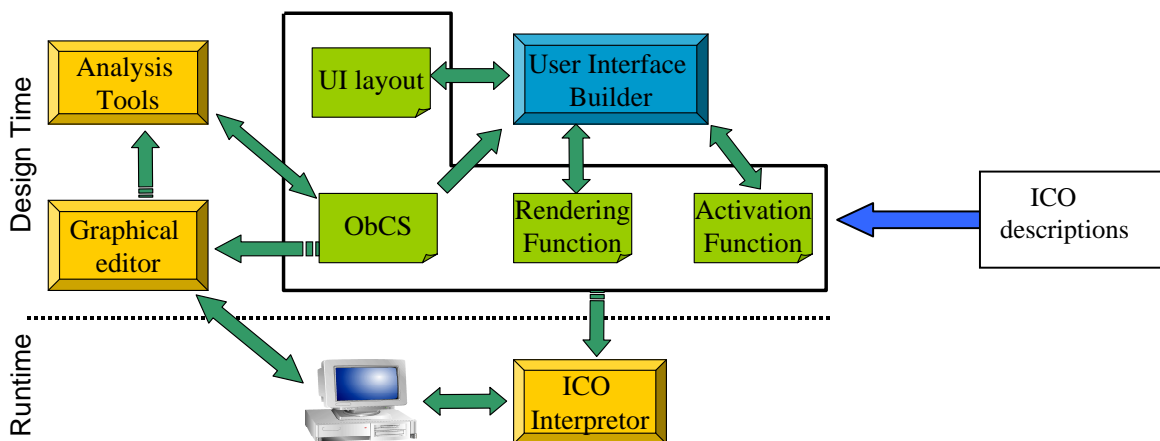 Design Time
Analysis
Tools
UI layout
User Interface
Builder
Graphical
editor
ObCS
Rendering
Function
Activation
Function
ICO
descriptions
Runtime
ICO
Interpretor